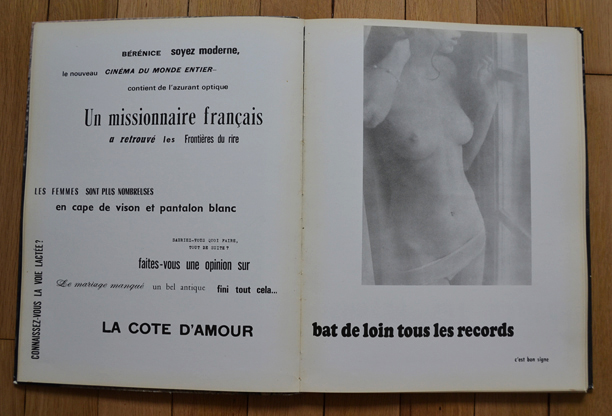 BÉRÉNICE soyez moderne,
le nouveau CINÉMA DU MONDE ENTIER—
contient de l'azurant optique
Un missionnaire français
a retrouvé les Frontières du rire
LES FEMMES SONT PLUS NOMBREUSES
en cape de vison et pantalon blanc
SAURIEZ-VOUS QUOI FAIRE,
TOUT DE SUITE?
faites-vous une opinion sur
Le mariage manqué un bel antique fini tout cela...
CONNAISSEZ-VOUS LA VOIE LACTÉE?
LA COTE D'AMOUR
bat de loin tous les records
c'est bon signe